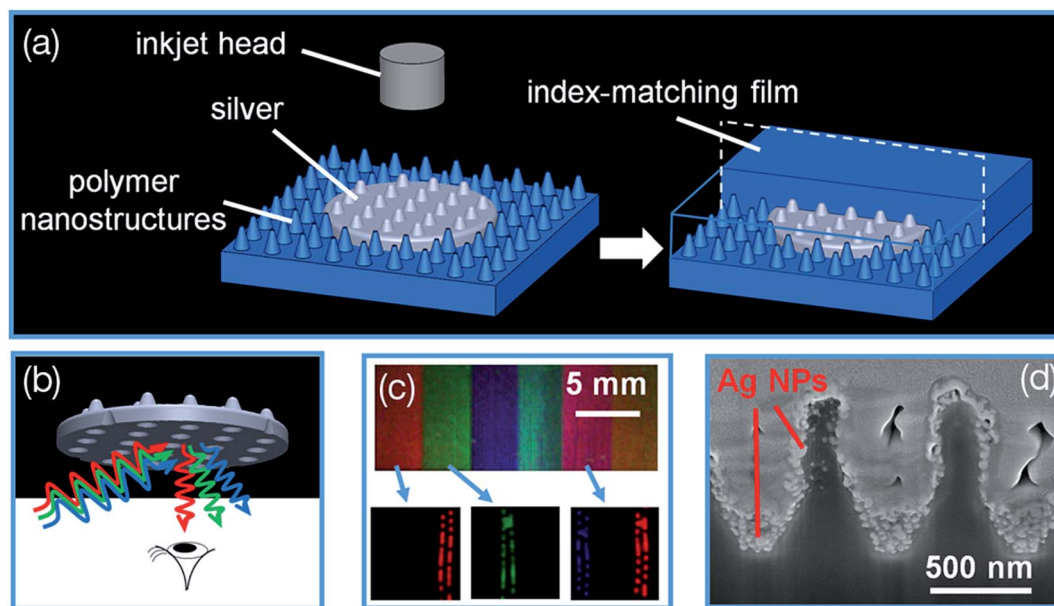 (a)
inkjet head
silver
polymer
nanostructures
index-matching film
(b)
(c)
5 mm
Ag NPs
(d)
500 nm